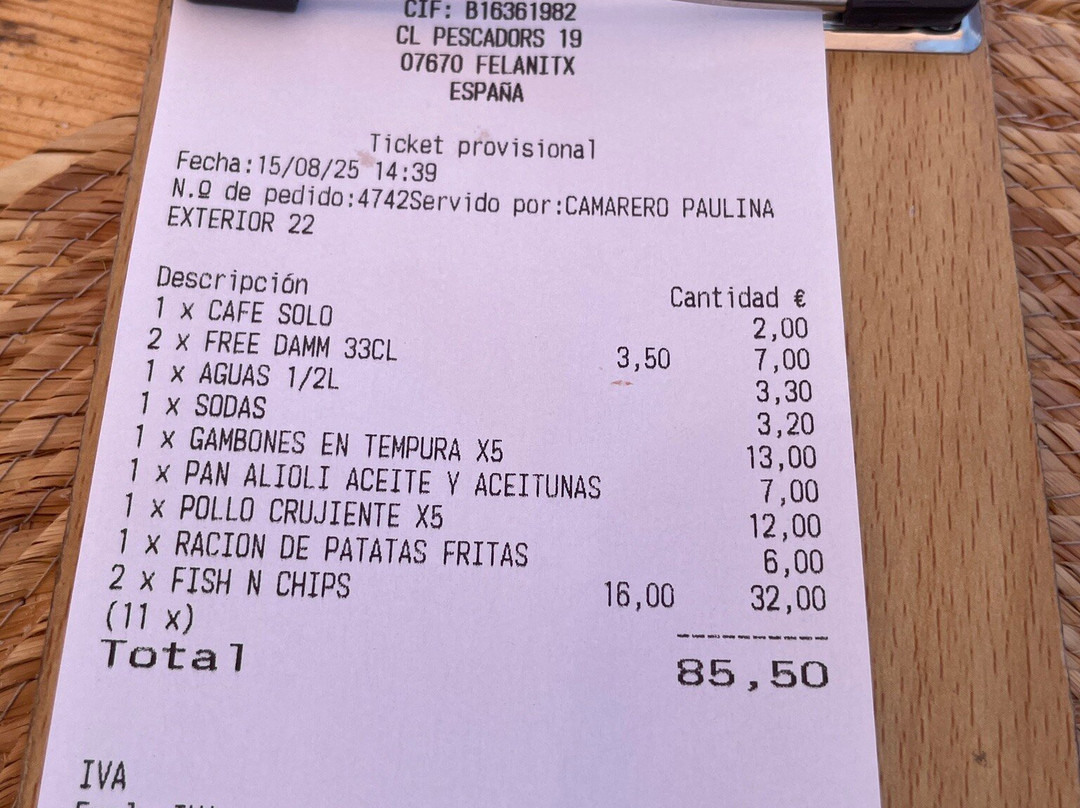 CIF: B16361982
CL PESCADORS 19
07670 FELANITX
ESPAÑA
Ticket provisional
Fecha:15/08/25 14:39
N.º de pedido:4742Servido por:CAMARERO PAULINA
EXTERIOR 22
Descripción Cantidad €
1 x CAFE SOLO 2,00
2 x FREE DAMM 33CL 3,50 7,00
1 x AGUAS 1/2L 3,30
1 x SODAS 3,20
1 x GAMBONES EN TEMPURA X5 13,00
1 x PAN ALIOLI ACEITE Y ACEITUNAS 7,00
1 x POLLO CRUJIENTE X5 12,00
1 x RACION DE PATATAS FRITAS 6,00
2 x FISH N CHIPS 16,00 32,00
(11 x)
Total 85,50
IVA